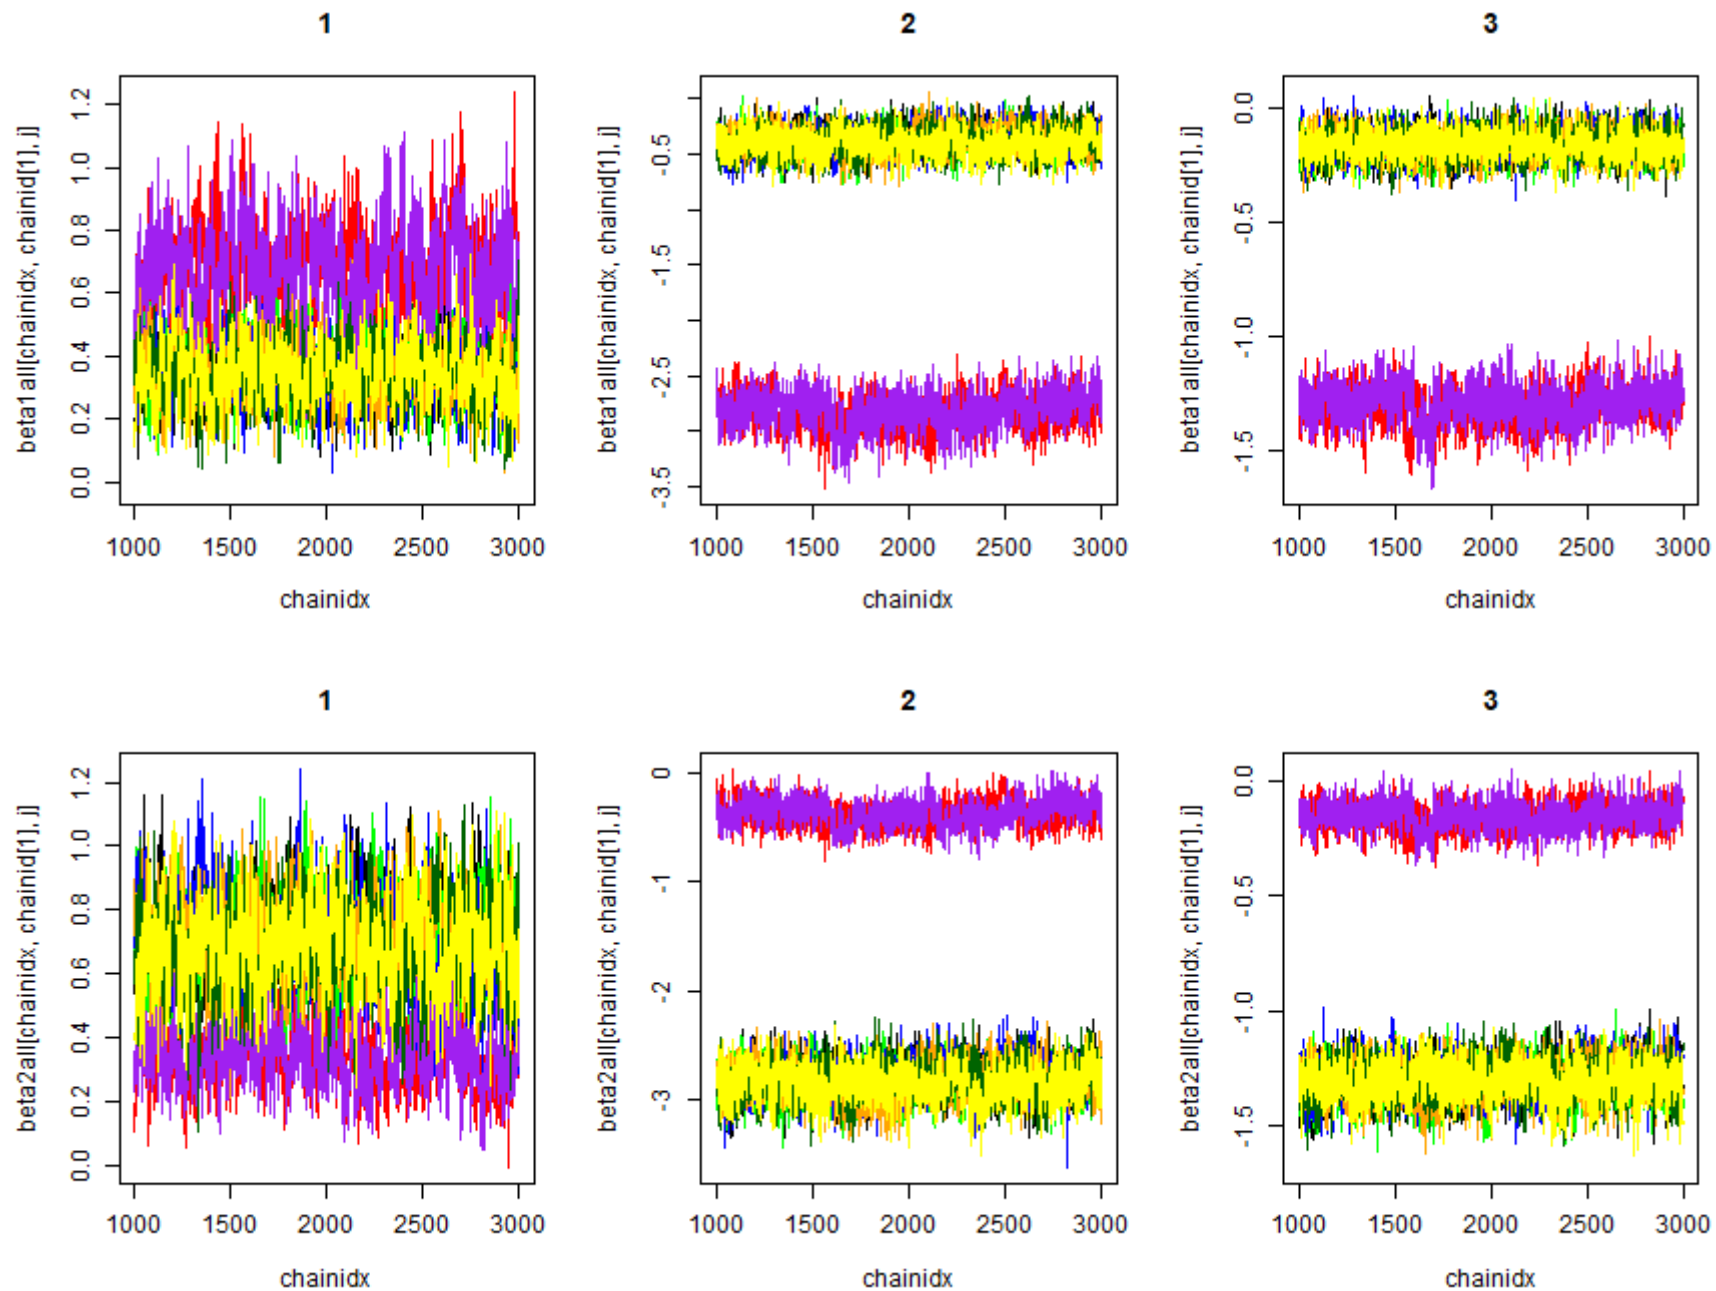 1
2
3
beta1all[chainidx, chainid[1], j]
0.0 0.2 0.4 0.6 0.8 1.0 1.2
1000 1500 2000 2500 3000
chainidx
beta1all[chainidx, chainid[1], j]
-3.5 -2.5 -1.5 -0.5
1000 1500 2000 2500 3000
chainidx
beta1all[chainidx, chainid[1], j]
-1.5 -1.0 -0.5 0.0
1000 1500 2000 2500 3000
chainidx
1
2
3
beta2all[chainidx, chainid[1], j]
0.0 0.2 0.4 0.6 0.8 1.0 1.2
1000 1500 2000 2500 3000
chainidx
beta2all[chainidx, chainid[1], j]
-3 -2 -1 0
1000 1500 2000 2500 3000
chainidx
beta2all[chainidx, chainid[1], j]
-1.5 -1.0 -0.5 0.0
1000 1500 2000 2500 3000
chainidx